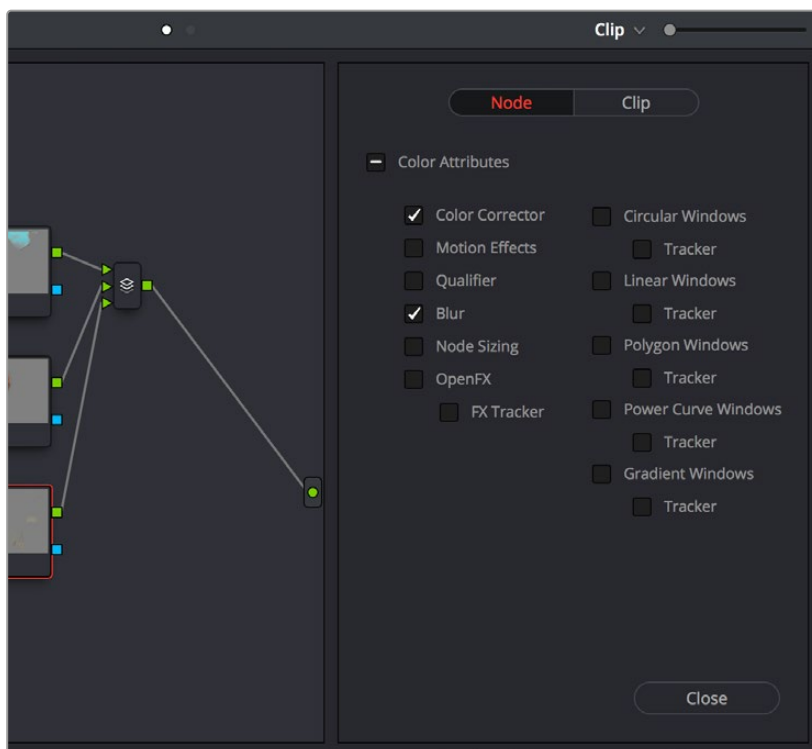 Clip
Node Clip
Color Attributes
Color Corrector
Motion Effects
Qualifier
Blur
Node Sizing
OpenFX
FX Tracker
Circular Windows
Tracker
Linear Windows
Tracker
Polygon Windows
Tracker
Power Curve Windows
Tracker
Gradient Windows
Tracker
Close